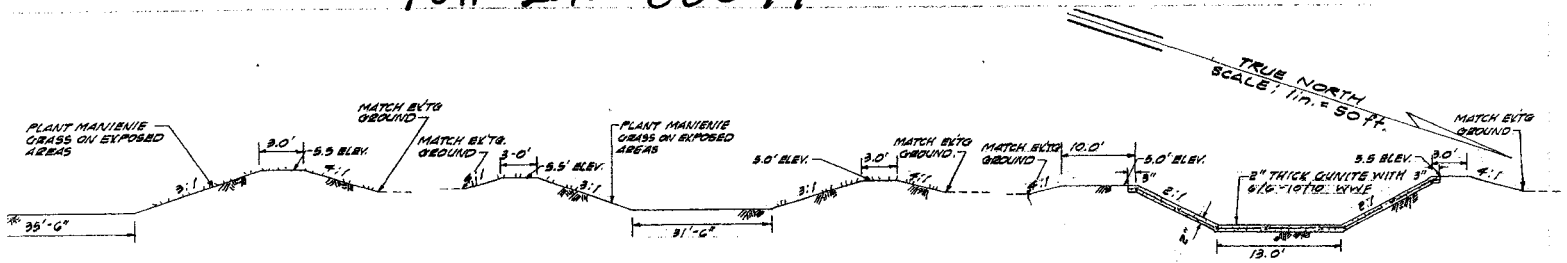 TRUE NORTH
SCALE; 1in. = 50 ft.
PLANT MANIENIE
GRASS ON EXPOSED
AREAS
3.0'
5.5 ELEV.
MATCH EX'TG
GROUND
3:1
4:1
35'-6"
MATCH EX'TG.
GROUND
3-0'
5.5' ELEV.
PLANT MANIENIE
GRASS ON EXPOSED
AREAS
3:1
31'-6"
3:1
5.0' ELEV.
3.0'
MATCH EX'TG
GROUND.
4:1
MATCH EX'TG
GROUND
4:1
10.0'
5.0' ELEV.
3"
2:1
2"
2" THICK GUNITE WITH
6/6-10/10 WWF
13.0'
2:1
3"
5.5 ELEV.
3.0'
4:1
MATCH EX'TG
GROUND